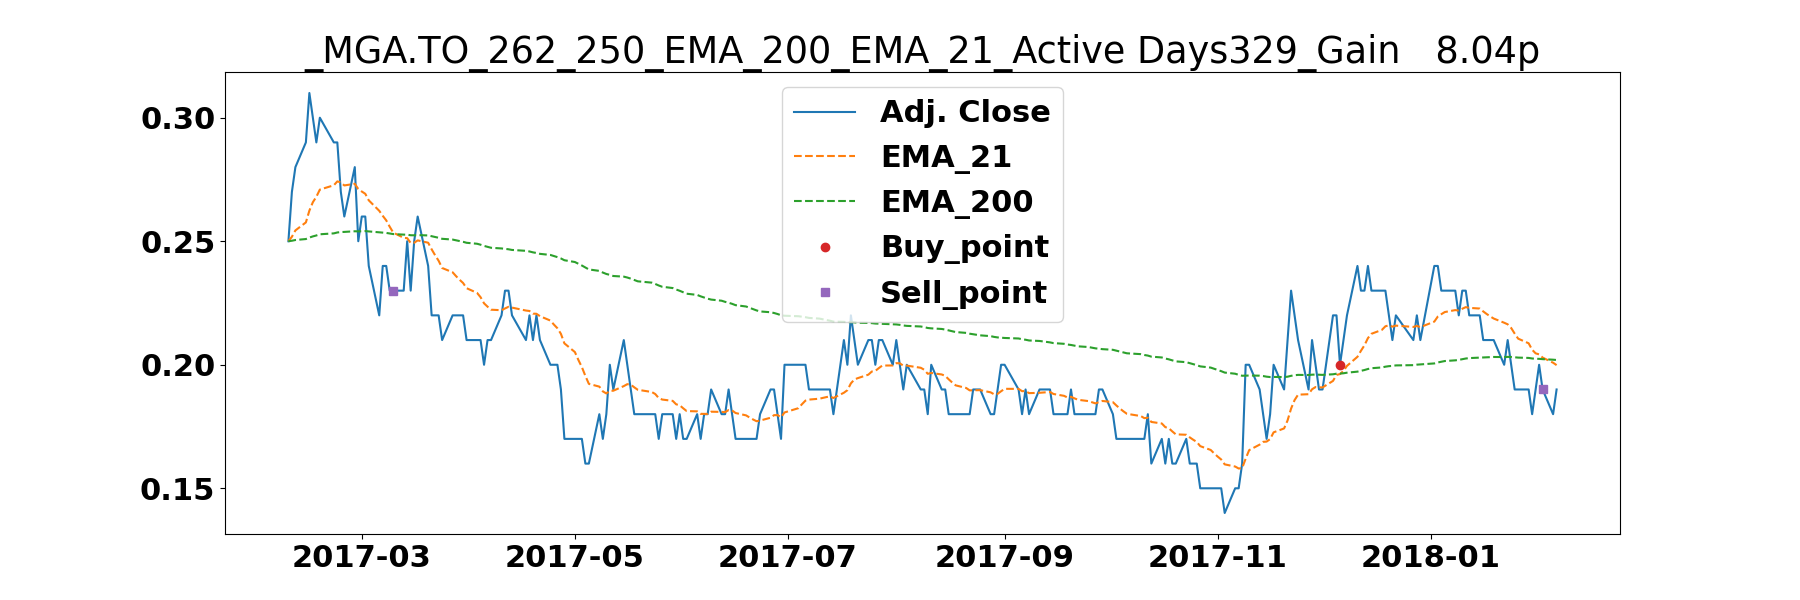 _MGA.TO_262_250_EMA_200_EMA_21_Active Days329_Gain   8.04p
Adj. Close
EMA_21
EMA_200
Buy_point
Sell_point
0.30
0.25
0.20
0.15
2017-03 2017-05 2017-07 2017-09 2017-11 2018-01